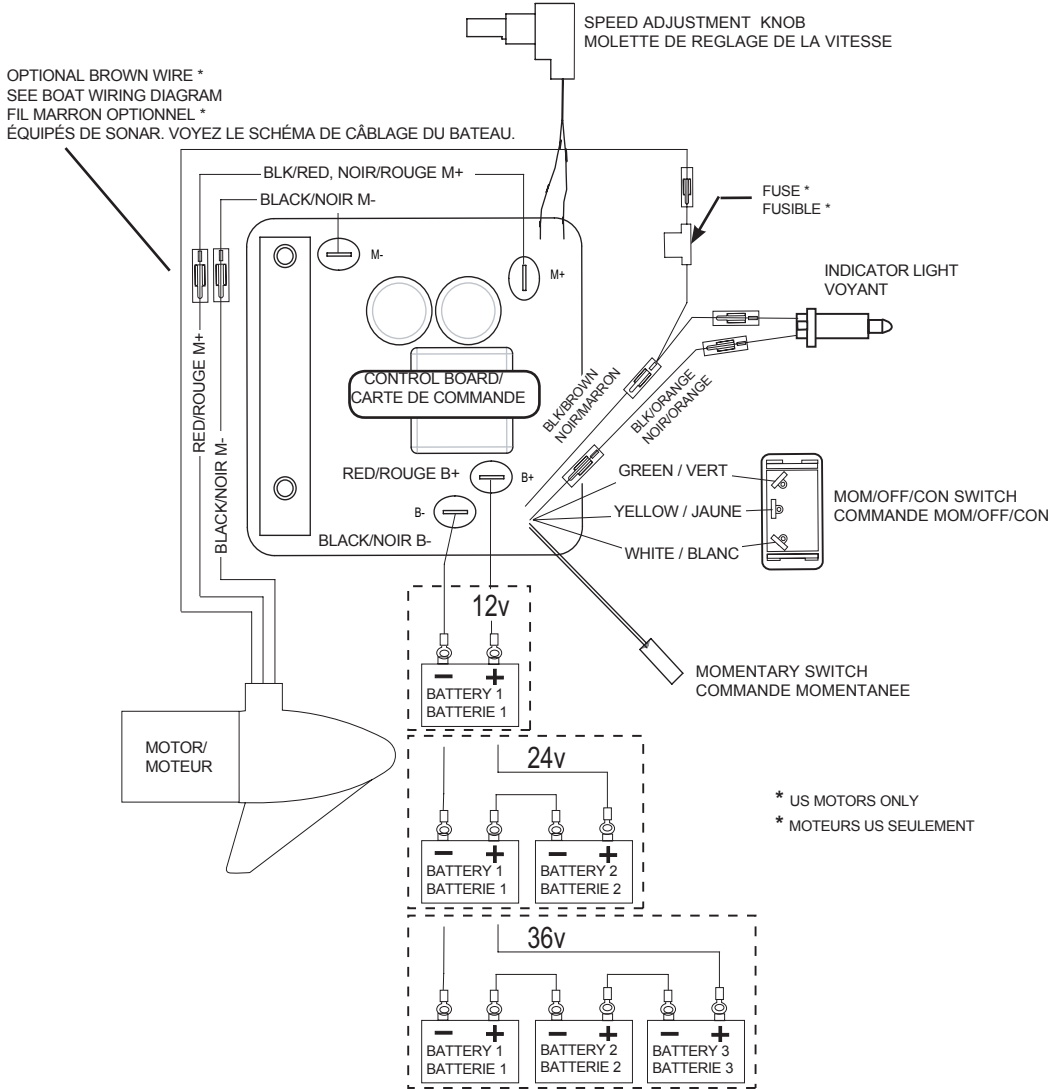 SPEED ADJUSTMENT KNOB
MOLETTE DE REGLAGE DE LA VITESSE
OPTIONAL BROWN WIRE *
SEE BOAT WIRING DIAGRAM
FIL MARRON OPTIONNEL *
ÉQUIPÉS DE SONAR. VOYEZ LE SCHÉMA DE CÂBLAGE DU BATEAU.
BLK/RED, NOIR/ROUGE M+
BLACK/NOIR M-
FUSE *
FUSIBLE *
M-
M+
INDICATOR LIGHT
VOYANT
RED/ROUGE M+
BLACK/NOIR M-
CONTROL BOARD/
CARTE DE COMMANDE
BLK/BROWN
NOIR/MARRON
BLK/ORANGE
NOIR/ORANGE
RED/ROUGE B+
B+
B-
BLACK/NOIR B-
GREEN / VERT
YELLOW / JAUNE
WHITE / BLANC
MOM/OFF/CON SWITCH
COMMANDE MOM/OFF/CON
MOMENTARY SWITCH
COMMANDE MOMENTANEE
12v
− +
BATTERY 1
BATTERIE 1
MOTOR/
MOTEUR
24v
− +
BATTERY 1
BATTERIE 1
− +
BATTERY 2
BATTERIE 2
* US MOTORS ONLY
* MOTEURS US SEULEMENT
36v
− +
BATTERY 1
BATTERIE 1
− +
BATTERY 2
BATTERIE 2
− +
BATTERY 3
BATTERIE 3